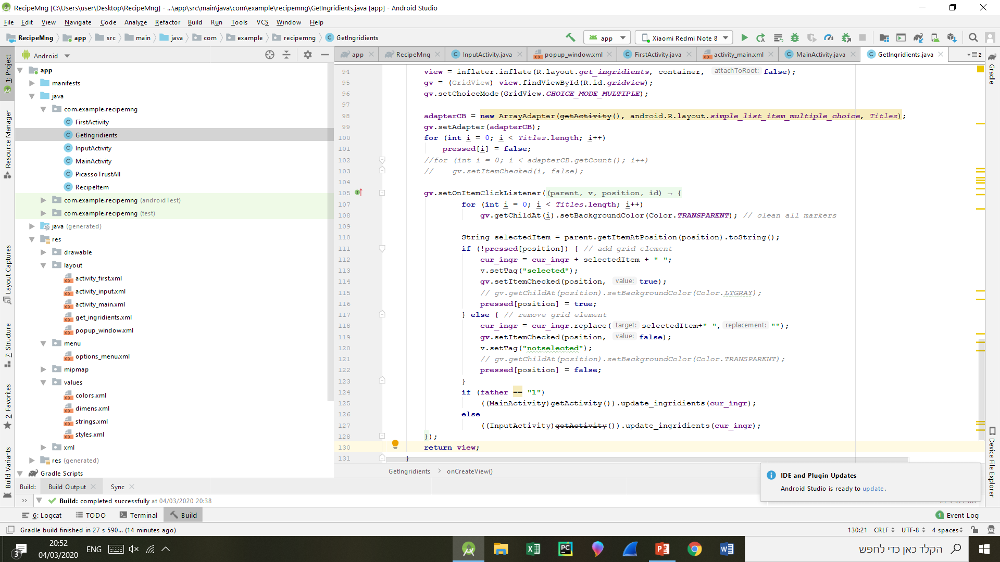 RecipeMng [C:\Users\user\Desktop\RecipeMng] - ...\app\src\main\java\com\example\recipemng\GetIngridients.java [app] - Android Studio
File Edit View Navigate Code Analyze Refactor Build Run Tools VCS Window Help
RecipeMng app src main java com example recipemng GetIngridients app Xiaomi Redmi Note 8
Android
app RecipeMng InputActivity.java popup_window.xml FirstActivity.java activity_main.xml MainActivity.java GetIngridients.java 2
1: Project
Resource Manager
Layout Captures
7: Structure
2: Favorites
Build Variants
app
manifests
java
com.example.recipemng
FirstActivity
GetIngridients
InputActivity
MainActivity
PicassoTrustAll
RecipeItem
com.example.recipemng (androidTest)
com.example.recipemng (test)
java (generated)
res
drawable
layout
activity_first.xml
activity_input.xml
activity_main.xml
get_ingridients.xml
popup_window.xml
menu
options_menu.xml
mipmap
values
colors.xml
dimens.xml
strings.xml
styles.xml
xml
res (generated)
Gradle Scripts
94 view = inflater.inflate(R.layout.get_ingridients, container, attachToRoot: false);
95 gv = (GridView) view.findViewById(R.id.gridview);
96 gv.setChoiceMode(GridView.CHOICE_MODE_MULTIPLE);
97
98 adapterCB = new ArrayAdapter(getActivity(), android.R.layout.simple_list_item_multiple_choice, Titles);
99 gv.setAdapter(adapterCB);
100 for (int i = 0; i < Titles.length; i++)
101 pressed[i] = false;
102 //for (int i = 0; i < adapterCB.getCount(); i++)
103 // gv.setItemChecked(i, false);
104
105 gv.setOnItemClickListener((parent, v, position, id) → {
107 for (int i = 0; i < Titles.length; i++)
108 gv.getChildAt(i).setBackgroundColor(Color.TRANSPARENT); // clean all markers
109
110 String selectedItem = parent.getItemAtPosition(position).toString();
111 if (!pressed[position]) { // add grid element
112 cur_ingr = cur_ingr + selectedItem + " ";
113 v.setTag("selected");
114 gv.setItemChecked(position, value: true);
115 // gv.getChildAt(position).setBackgroundColor(Color.LTGRAY);
116 pressed[position] = true;
117 } else { // remove grid element
118 cur_ingr = cur_ingr.replace( target: selectedItem+" ", replacement: "");
119 gv.setItemChecked(position, value: false);
120 v.setTag("notselected");
121 // gv.getChildAt(position).setBackgroundColor(Color.TRANSPARENT);
122 pressed[position] = false;
123 }
124 if (father == "1")
125 ((MainActivity)getActivity()).update_ingridients(cur_ingr);
126 else
127 ((InputActivity)getActivity()).update_ingridients(cur_ingr);
128 });
130 return view;
131 }
GetIngridients onCreateView()
Gradle
Device File Explorer
IDE and Plugin Updates
Android Studio is ready to update.
Build: Build Output Sync
Build: completed successfully at 04/03/2020 20:38
6: Logcat TODO Terminal Build 1 Event Log
Gradle build finished in 27 s 590... (14 minutes ago) 130:21 CRLF UTF-8 4 spaces
3 20:52 ENG
04/03/2020
הקלד כאן כדי לחפש